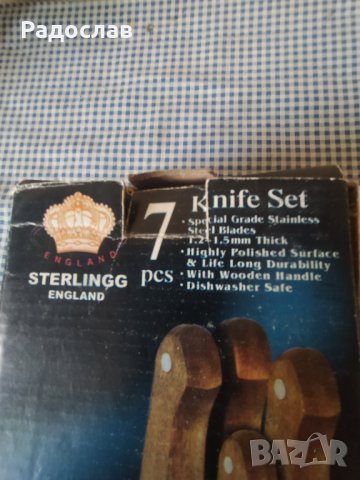 Радослав
ENGLAND
STERLINGG
ENGLAND
7
pcs
Knife Set
• Special Grade Stainless
Steel Blades
1.2~1.5mm Thick
• Highly Polished Surface
& Life Long Durability
• With Wooden Handle
• Dishwasher Safe
BAZAR